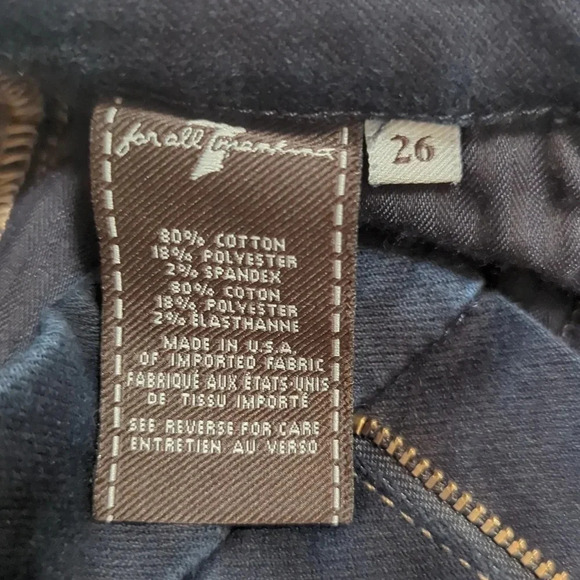 for all 7 mankind
26
80% COTTON
18% POLYESTER
2% SPANDEX
80% COTON
18% POLYESTER
2% ÉLASTHANNE
MADE IN U.S.A.
OF IMPORTED FABRIC
FABRIQUÉ AUX ÉTATS-UNIS
DE TISSU IMPORTÉ
SEE REVERSE FOR CARE
ENTRETIEN AU VERSO